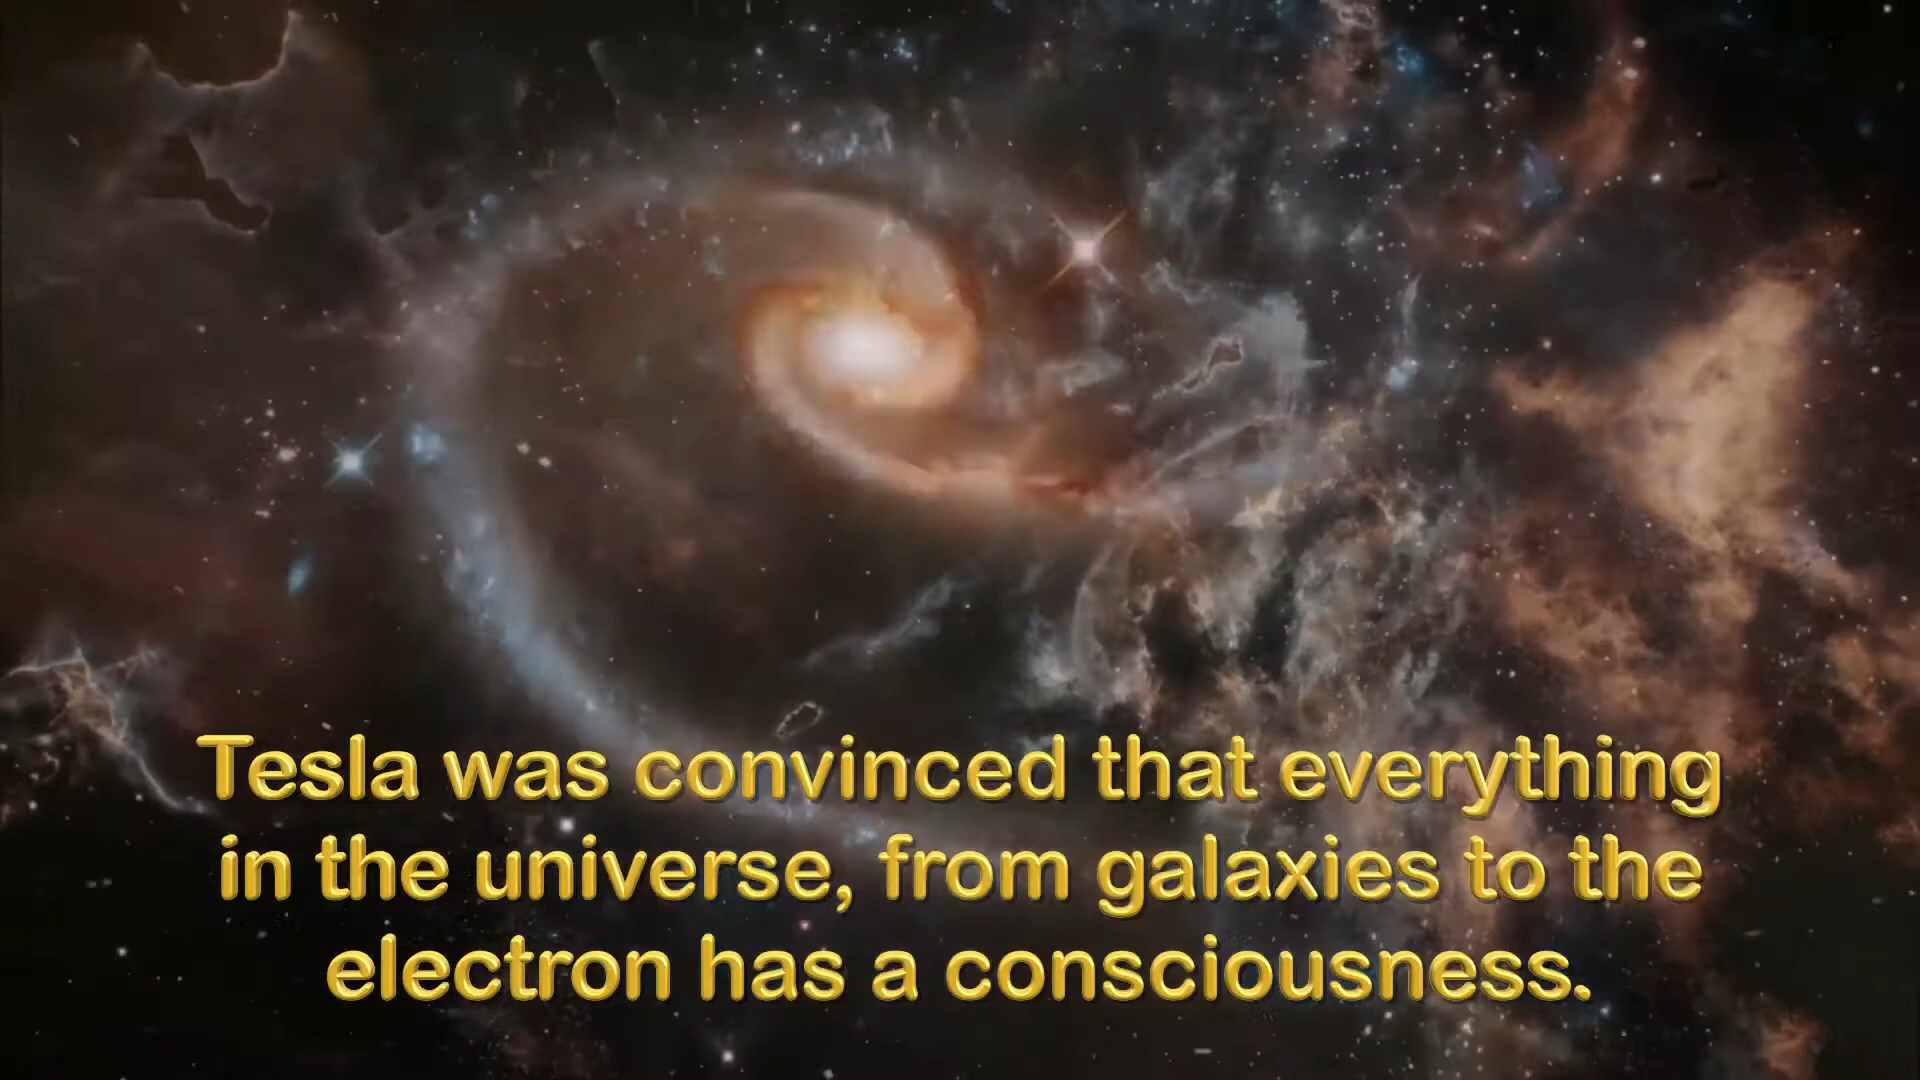 Tesla was convinced that everything
in the universe, from galaxies to the
electron has a consciousness.